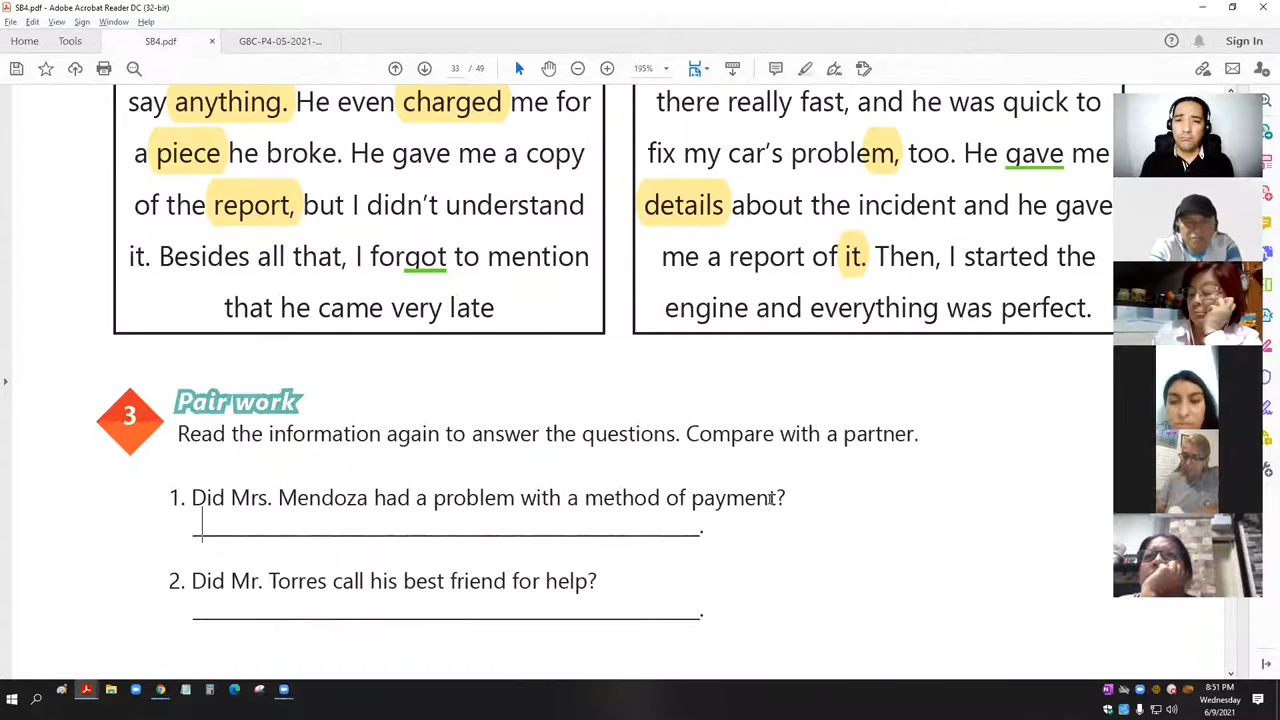 SB4.pdf - Adobe Acrobat Reader DC (32-bit)
File Edit View Sign Window Help
Home Tools SB4.pdf × GBC-P4-05-2021-... Sign In
33 / 49 195%
say anything. He even charged me for
a piece he broke. He gave me a copy
of the report, but I didn't understand
it. Besides all that, I forgot to mention
that he came very late
there really fast, and he was quick to
fix my car's problem, too. He gave me
details about the incident and he gave
me a report of it. Then, I started the
engine and everything was perfect.
3 Pair work
Read the information again to answer the questions. Compare with a partner.
1. Did Mrs. Mendoza had a problem with a method of payment?
2. Did Mr. Torres call his best friend for help?
8:51 PM
Wednesday
6/9/2021